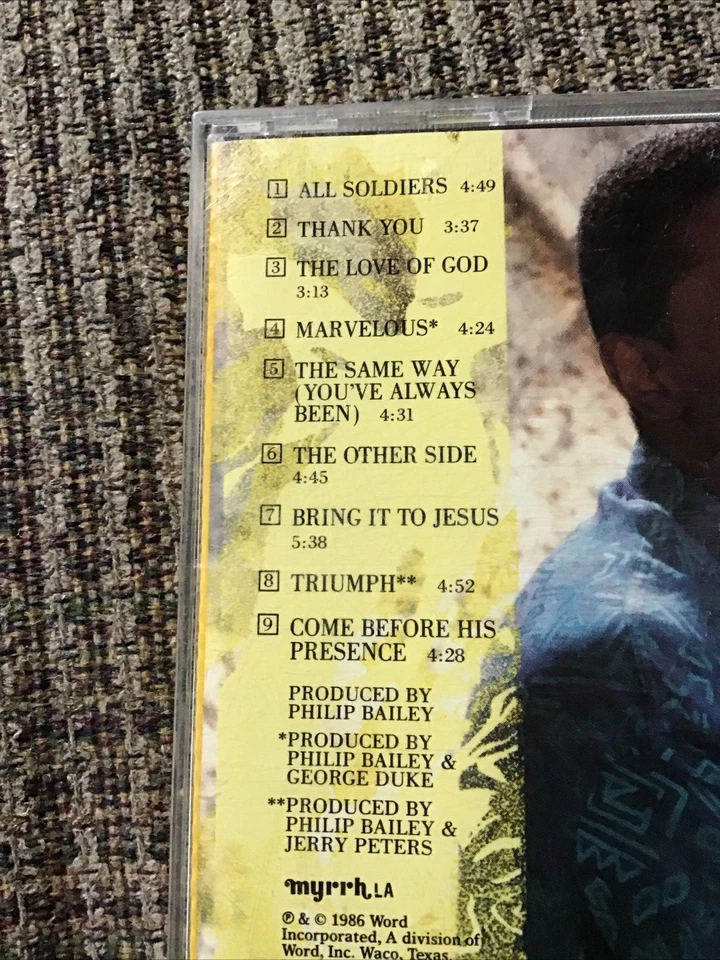 1 ALL SOLDIERS 4:49
2 THANK YOU 3:37
3 THE LOVE OF GOD
3:13
4 MARVELOUS* 4:24
5 THE SAME WAY
(YOU'VE ALWAYS
BEEN) 4:31
6 THE OTHER SIDE
4:45
7 BRING IT TO JESUS
5:38
8 TRIUMPH** 4:52
9 COME BEFORE HIS
PRESENCE 4:28
PRODUCED BY
PHILIP BAILEY
*PRODUCED BY
PHILIP BAILEY &
GEORGE DUKE
**PRODUCED BY
PHILIP BAILEY &
JERRY PETERS
myrrh LA
℗ & © 1986 Word
Incorporated, A division of
Word, Inc. Waco, Texas.